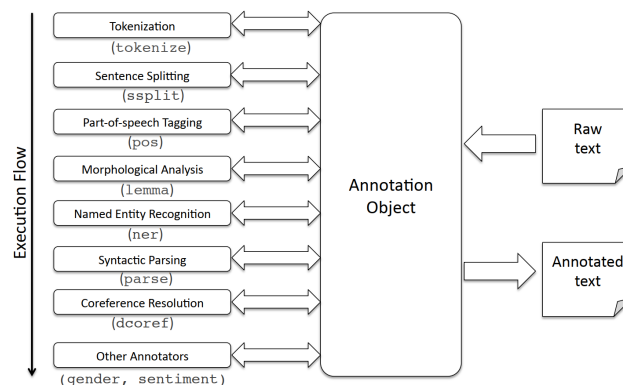 Execution Flow
Tokenization
(tokenize)
Sentence Splitting
(ssplit)
Part-of-speech Tagging
(pos)
Morphological Analysis
(lemma)
Named Entity Recognition
(ner)
Syntactic Parsing
(parse)
Coreference Resolution
(dcoref)
Other Annotators
(gender, sentiment)
Annotation
Object
Raw
text
Annotated
text